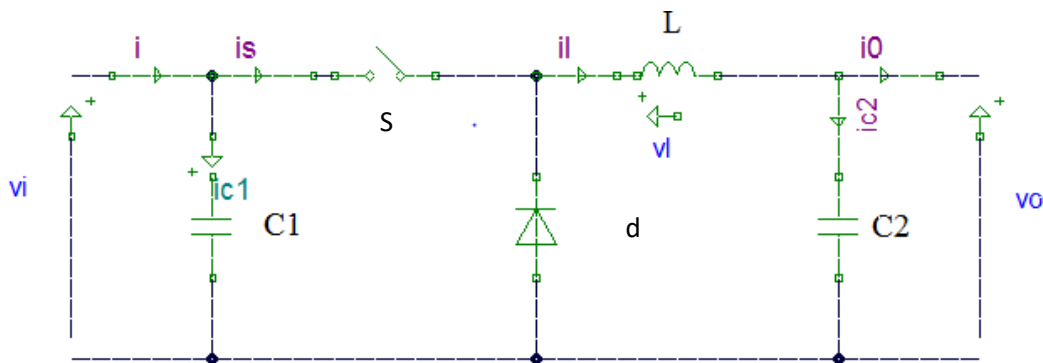 L
i
is
il
i0
S
ic2
vl
vi
ic1
C1
d
C2
vo
+
+
+
+